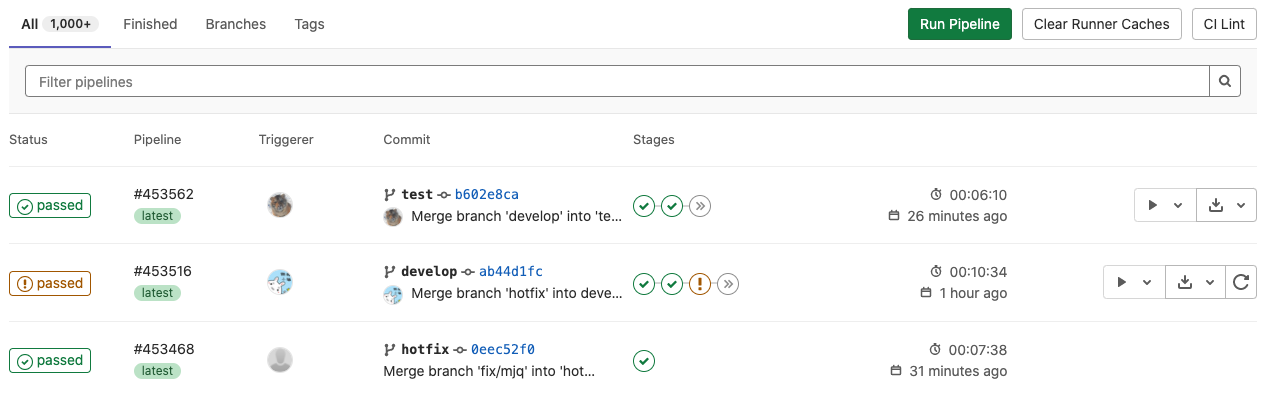 All 1,000+ Finished Branches Tags Run Pipeline Clear Runner Caches CI Lint
Filter pipelines
Status Pipeline Triggerer Commit Stages
passed #453562 latest test b602e8ca 00:06:10
Merge branch 'develop' into 'te... 26 minutes ago
passed #453516 latest develop ab44d1fc 00:10:34
Merge branch 'hotfix' into deve... 1 hour ago
passed #453468 latest hotfix 0eec52f0 00:07:38
Merge branch 'fix/mjq' into 'hot... 31 minutes ago